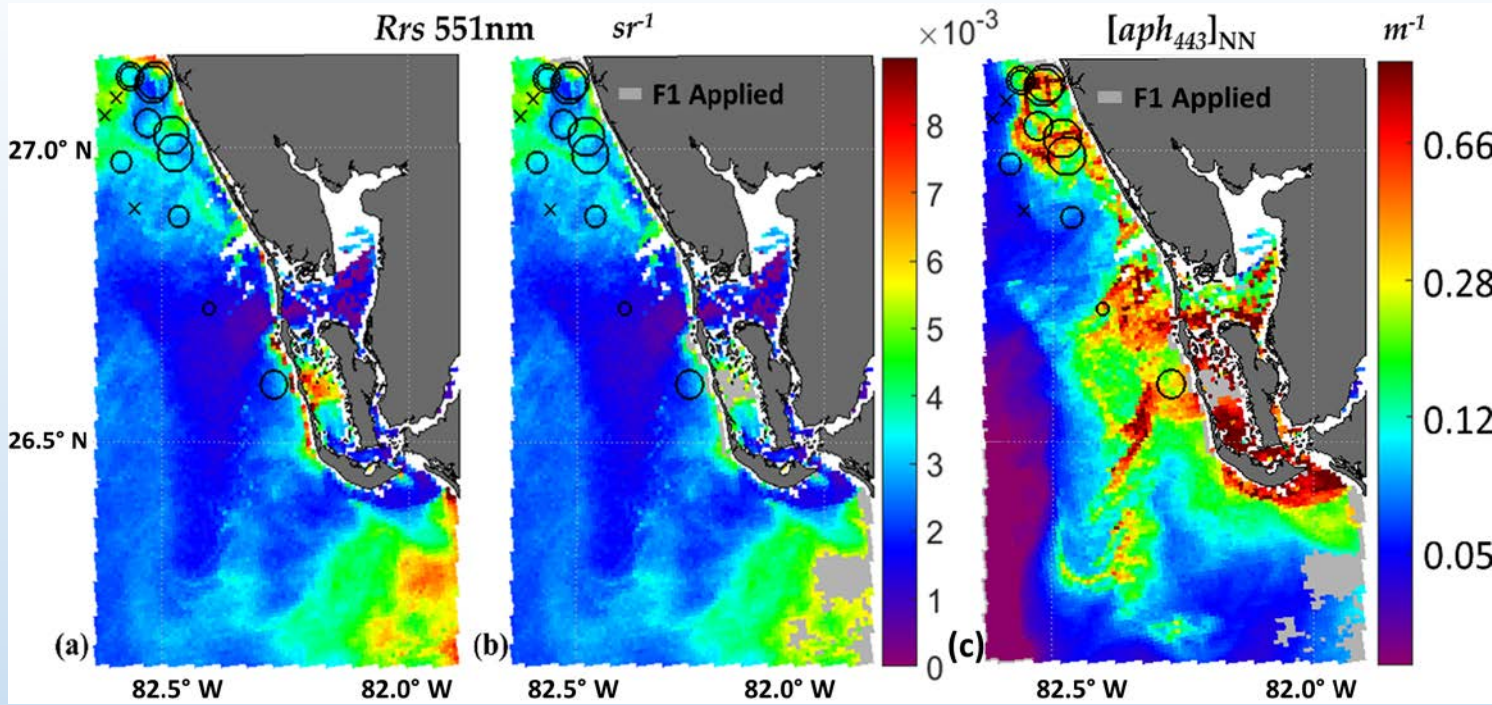 Rrs 551nm sr⁻¹ ×10⁻³ [aph₄₄₃]NN m⁻¹
F1 Applied F1 Applied
27.0° N
26.5° N
8
7
6
5
4
3
2
1
0
0.66
0.28
0.12
0.05
(a) (b) (c)
82.5° W 82.0° W 82.5° W 82.0° W 82.5° W 82.0° W